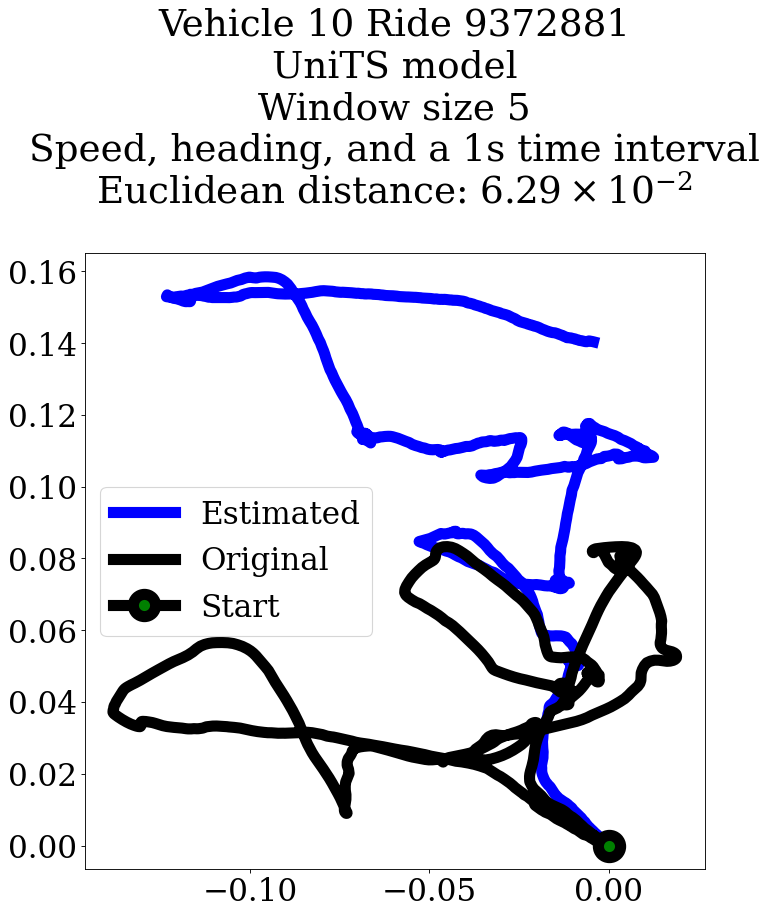 Vehicle 10 Ride 9372881
UniTS model
Window size 5
Speed, heading, and a 1s time interval
Euclidean distance: $6.29 \times 10^{-2}$
0.16
0.14
0.12
0.10
0.08
0.06
0.04
0.02
0.00
Estimated
Original
Start
−0.10
−0.05
0.00